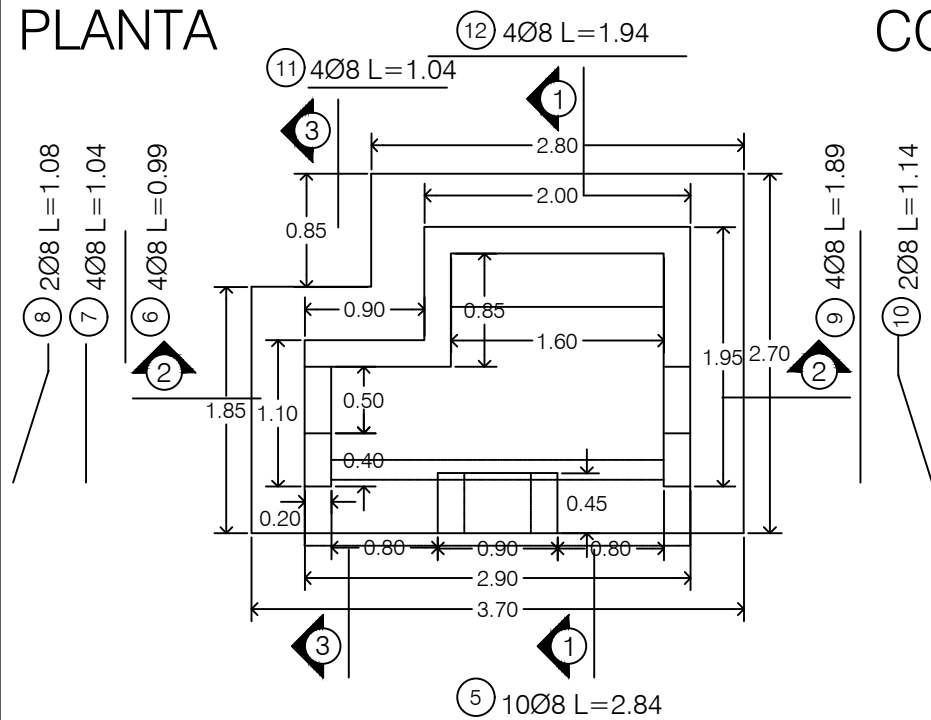 PLANTA
CO
12 4Ø8 L=1.94
11 4Ø8 L=1.04
1
3
2.80
2.00
0.85
8 2Ø8 L=1.08
7 4Ø8 L=1.04
6 4Ø8 L=0.99
9 4Ø8 L=1.89
10 2Ø8 L=1.14
0.90
0.85
1.60
1.95
2.70
2
2
1.85
1.10
0.50
0.40
0.45
0.20
0.80
0.90
0.80
2.90
3.70
3
1
5 10Ø8 L=2.84